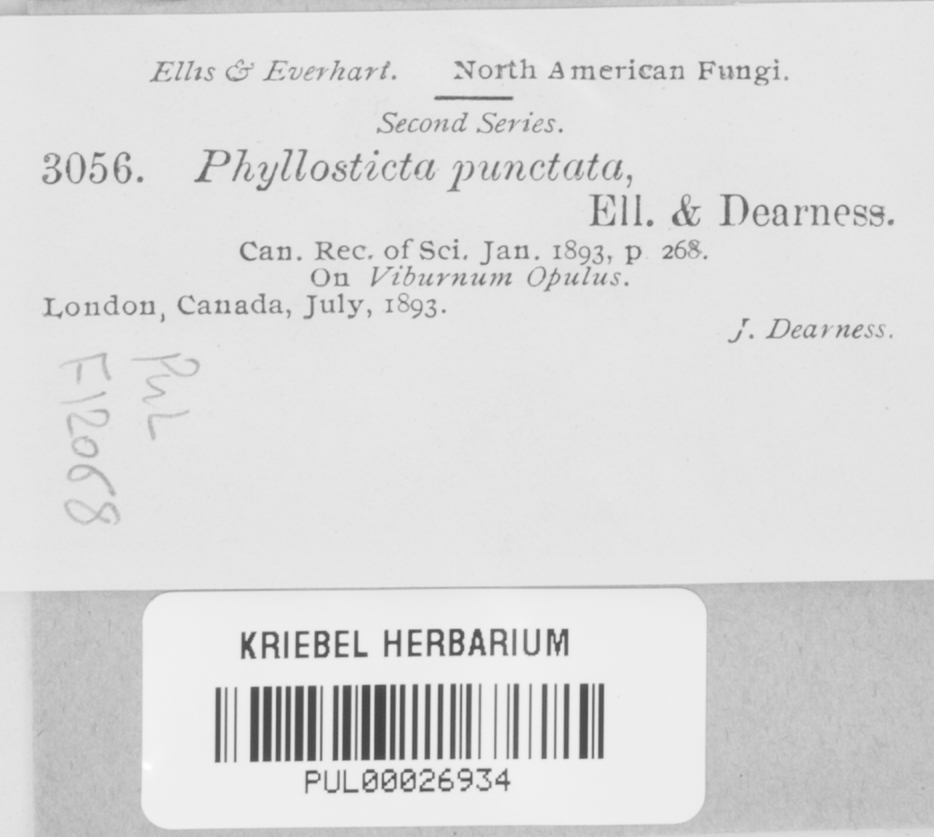 Ellis & Everhart. North American Fungi.
Second Series.
3056. Phyllosticta punctata,
Ell. & Dearness.
Can. Rec. of Sci. Jan. 1893, p 268.
On Viburnum Opulus.
London, Canada, July, 1893.
J. Dearness.
PUL
F12068
KRIEBEL HERBARIUM
PUL00026934